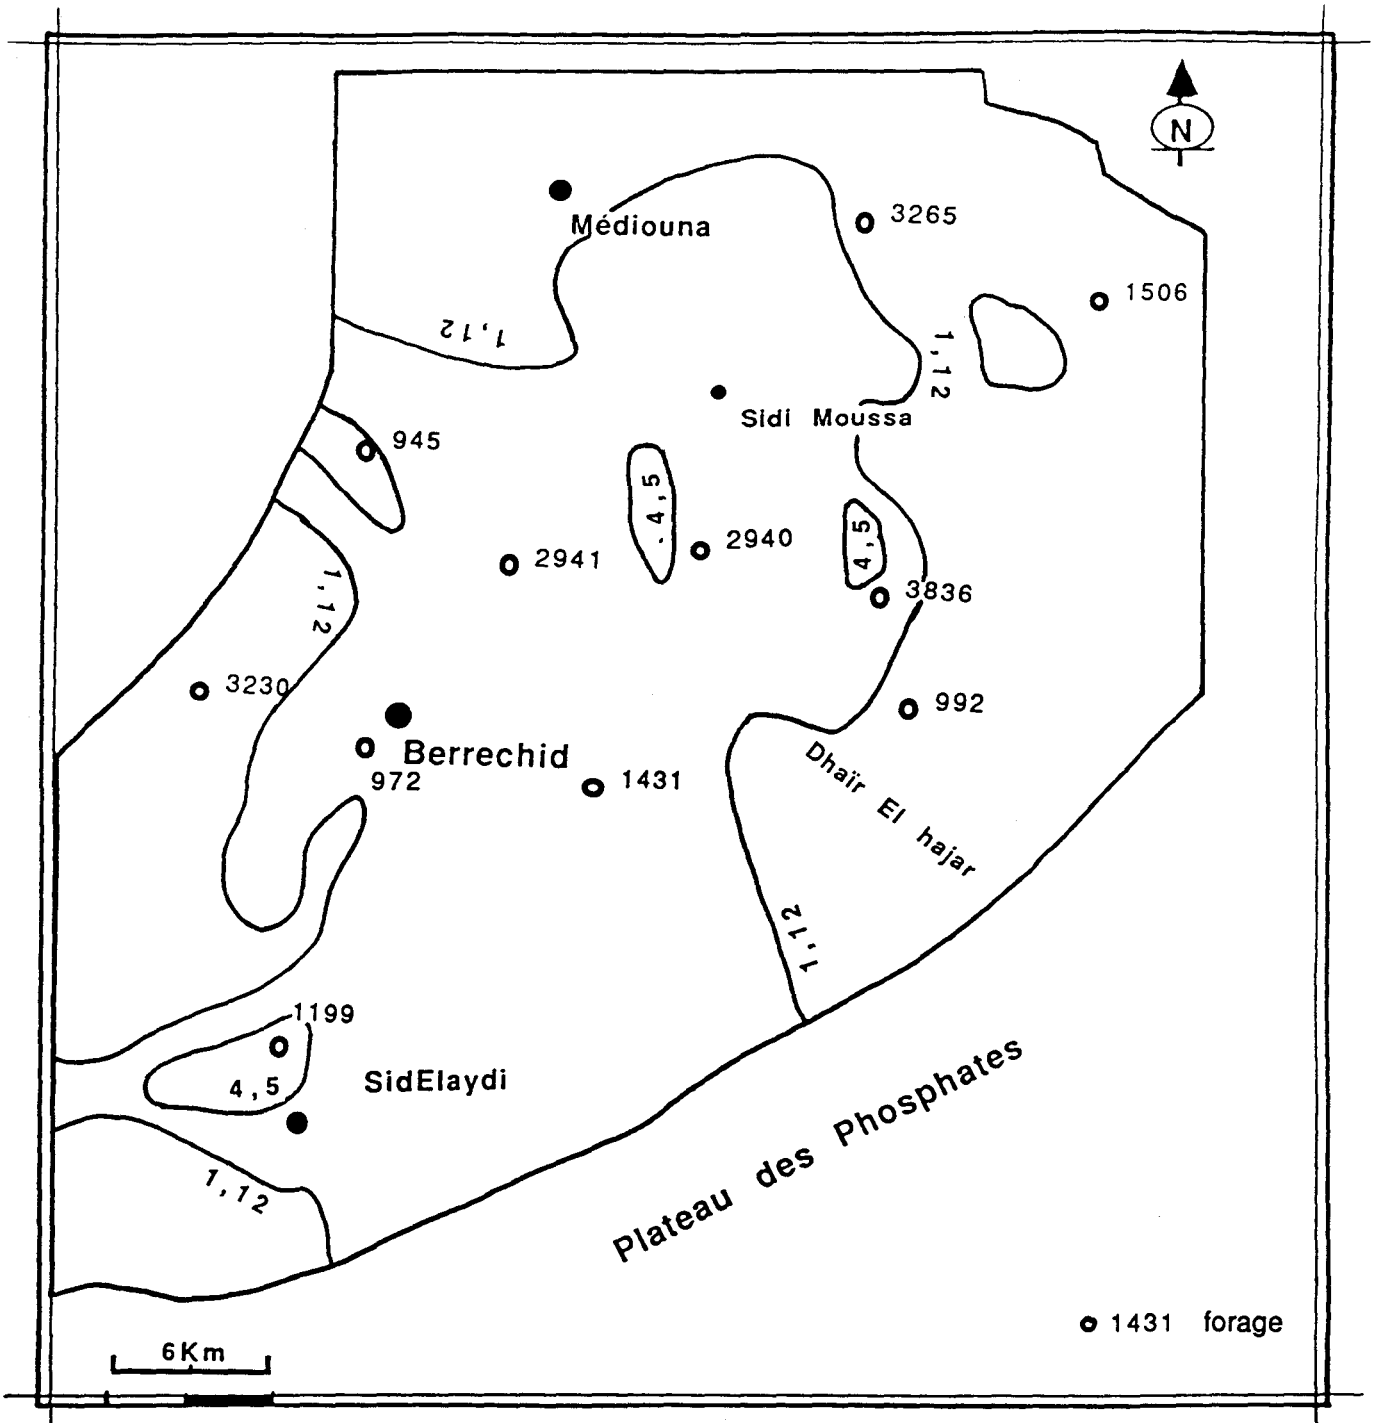 N
3265
Médiouna
1506
1,12
1,12
Sidi Moussa
945
4,5
2940
4,5
2941
3836
1,12
3230
992
Berrechid
972
1431
Dhaïr El hajar
1,12
1199
4,5
SidElaydi
Plateau des Phosphates
1,12
1431 forage
6Km